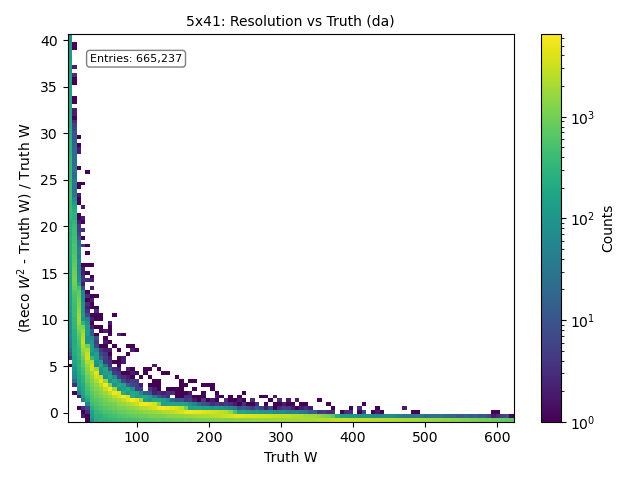 5x41: Resolution vs Truth (da)
Entries: 665,237
(Reco W² - Truth W) / Truth W
40
35
30
25
20
15
10
5
0
100 200 300 400 500 600
Truth W
10³
10²
10¹
10⁰
Counts